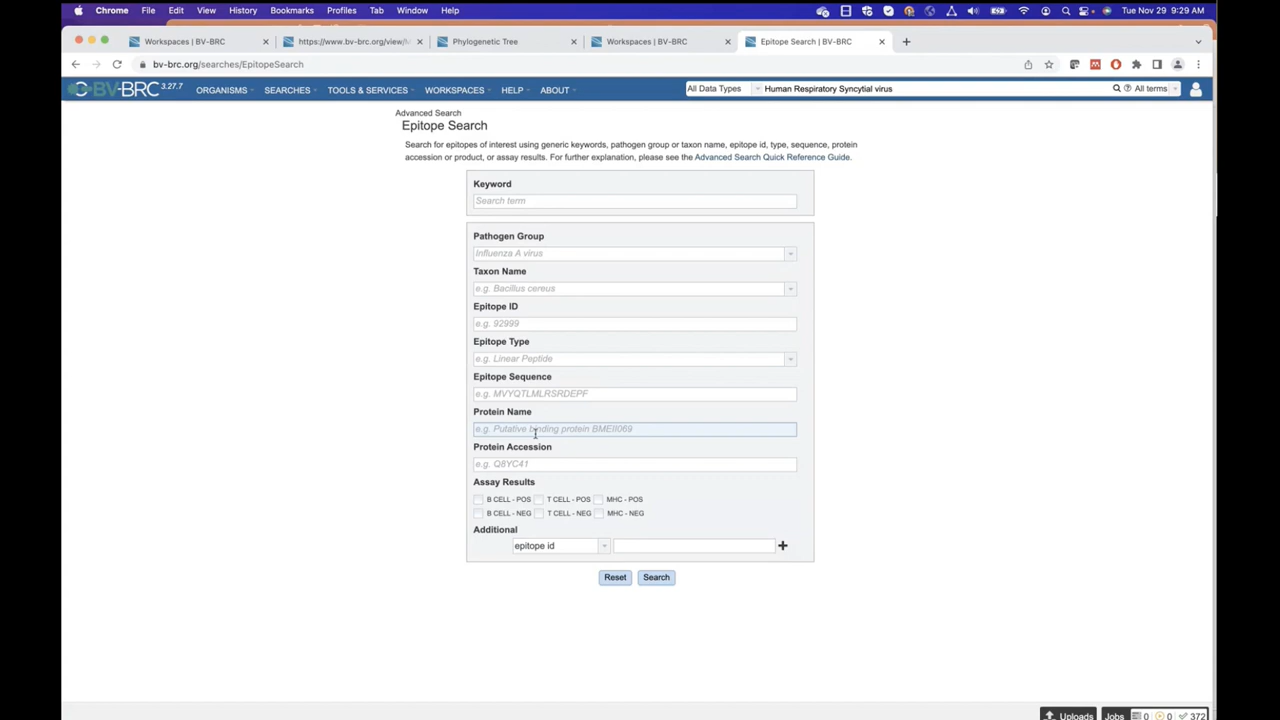 Chrome File Edit View History Bookmarks Profiles Tab Window Help Tue Nov 29 9:29 AM
Workspaces | BV-BRC https://www.bv-brc.org/view/ Phylogenetic Tree Workspaces | BV-BRC Epitope Search | BV-BRC
bv-brc.org/searches/EpitopeSearch
BV-BRC 3.27.7 ORGANISMS SEARCHES TOOLS & SERVICES WORKSPACES HELP ABOUT All Data Types Human Respiratory Syncytial virus All terms
Advanced Search
Epitope Search
Search for epitopes of interest using generic keywords, pathogen group or taxon name, epitope id, type, sequence, protein
accession or product, or assay results. For further explanation, please see the Advanced Search Quick Reference Guide.
Keyword
Search term
Pathogen Group
Influenza A virus
Taxon Name
e.g. Bacillus cereus
Epitope ID
e.g. 92999
Epitope Type
e.g. Linear Peptide
Epitope Sequence
e.g. MVYQTLMLRSRDEPF
Protein Name
e.g. Putative binding protein BMEII069
Protein Accession
e.g. Q8YC41
Assay Results
B CELL - POS T CELL - POS MHC - POS
B CELL - NEG T CELL - NEG MHC - NEG
Additional
epitope id
Reset Search
Uploads Jobs 0 0 372